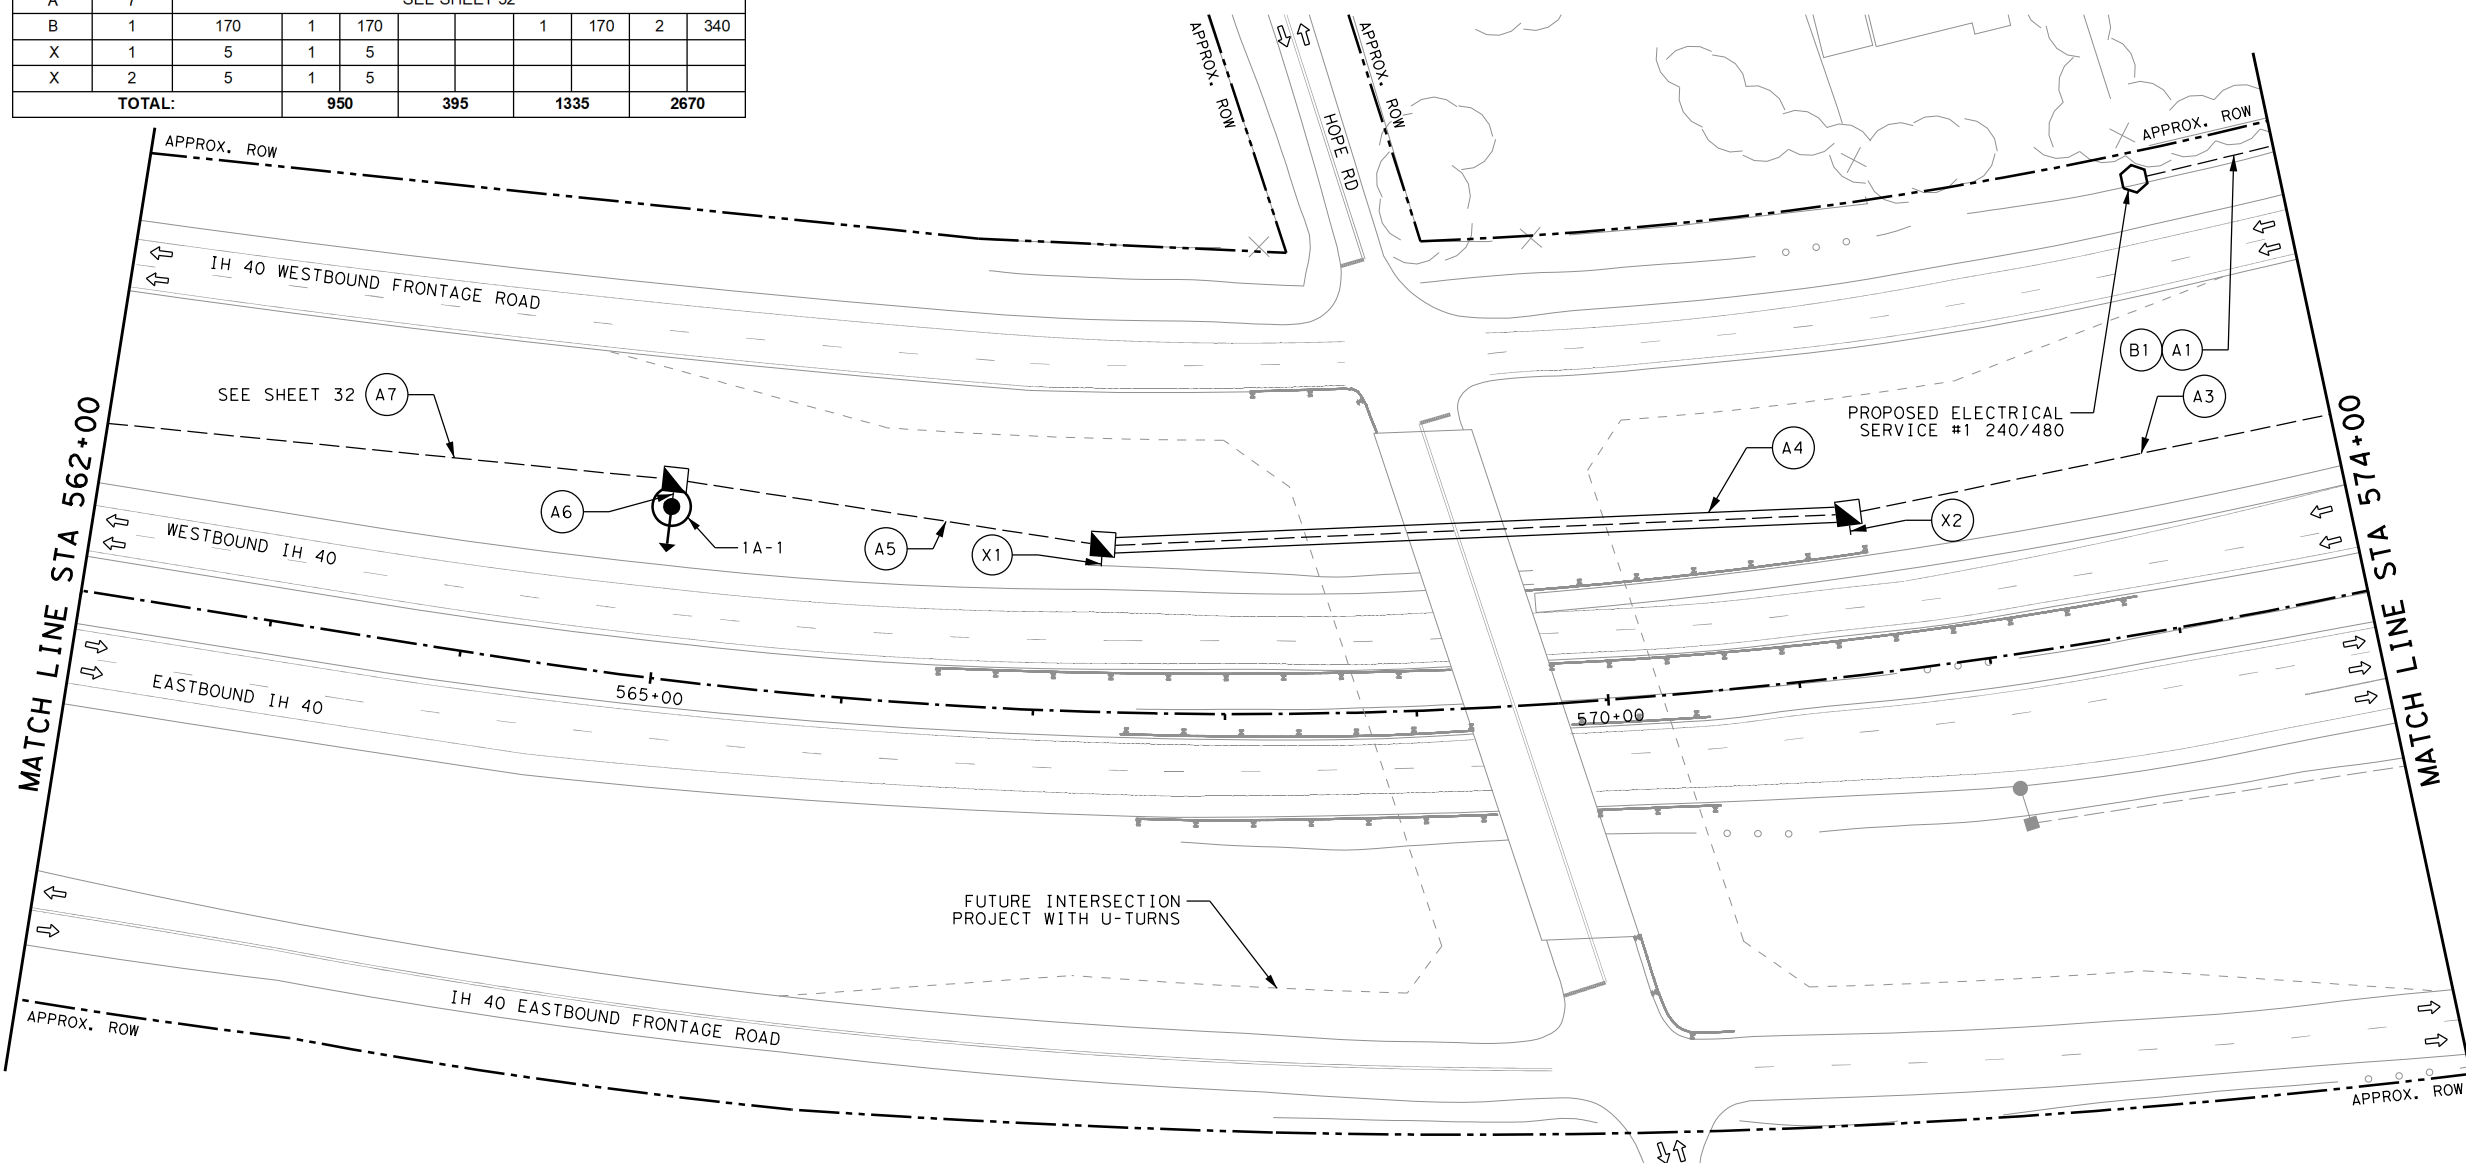 A 7 SEE SHEET 32
B 1 170 1 170 1 170 2 340
X 1 5 1 5
X 2 5 1 5
TOTAL: 950 395 1335 2670
APPROX. ROW
APPROX. ROW
HOPE RD
APPROX. ROW
APPROX. ROW
IH 40 WESTBOUND FRONTAGE ROAD
SEE SHEET 32
A7
B1
A1
A3
PROPOSED ELECTRICAL
SERVICE #1 240/480
A4
A6
1A-1
A5
X1
X2
MATCH LINE STA 562+00
MATCH LINE STA 574+00
WESTBOUND IH 40
EASTBOUND IH 40
565+00
570+00
FUTURE INTERSECTION
PROJECT WITH U-TURNS
IH 40 EASTBOUND FRONTAGE ROAD
APPROX. ROW
APPROX. ROW